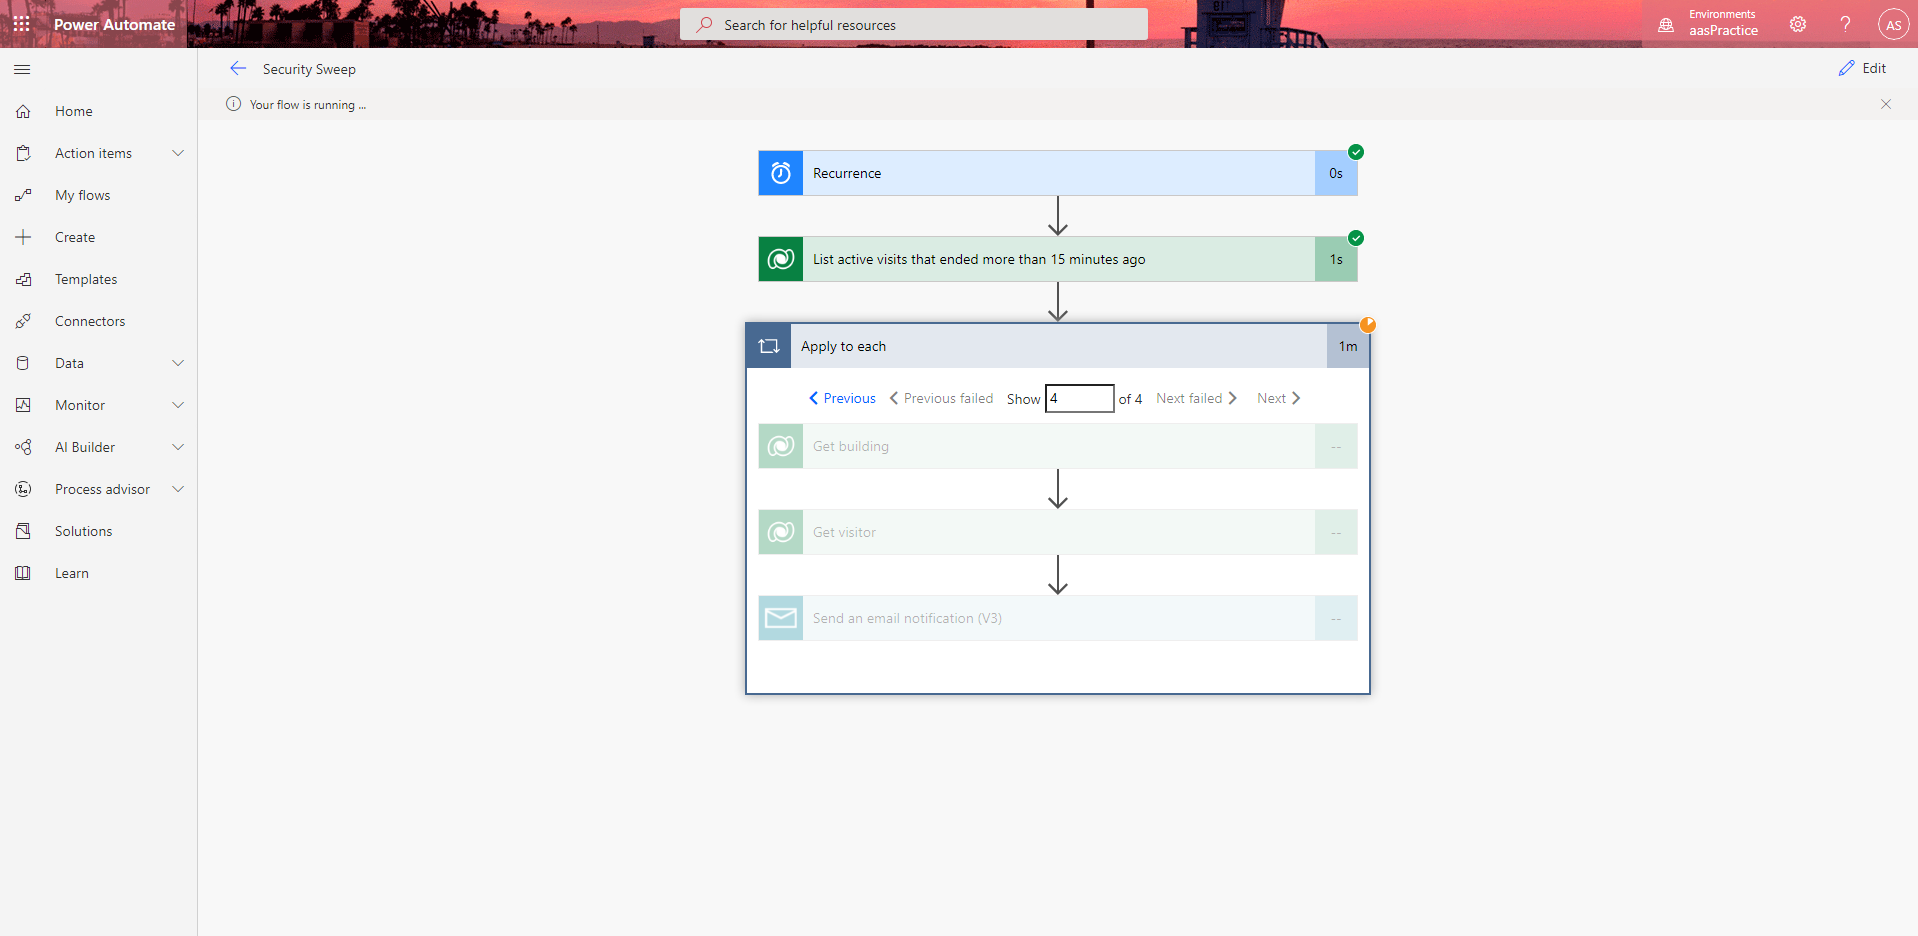 Power Automate
Search for helpful resources
Environments
aasPractice
?
AS
Security Sweep
Edit
Your flow is running ...
Home
Action items
My flows
Create
Templates
Connectors
Data
Monitor
AI Builder
Process advisor
Solutions
Learn
Recurrence
0s
List active visits that ended more than 15 minutes ago
1s
Apply to each
1m
Previous Previous failed Show 4 of 4 Next failed Next
Get building
--
Get visitor
--
Send an email notification (V3)
--